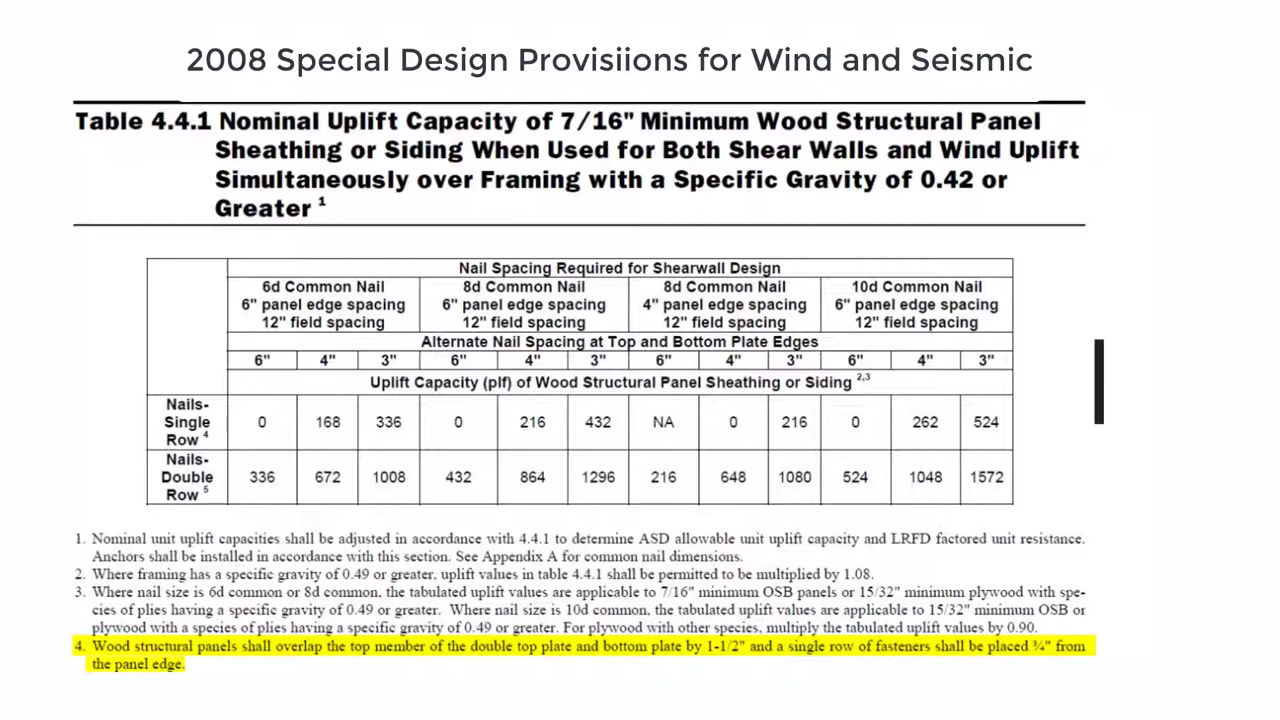 2008 Special Design Provisiions for Wind and Seismic
Table 4.4.1 Nominal Uplift Capacity of 7/16" Minimum Wood Structural Panel
Sheathing or Siding When Used for Both Shear Walls and Wind Uplift
Simultaneously over Framing with a Specific Gravity of 0.42 or
Greater 1
Nail Spacing Required for Shearwall Design
6d Common Nail 8d Common Nail 8d Common Nail 10d Common Nail
6" panel edge spacing 6" panel edge spacing 4" panel edge spacing 6" panel edge spacing
12" field spacing 12" field spacing 12" field spacing 12" field spacing
Alternate Nail Spacing at Top and Bottom Plate Edges
6" 4" 3" 6" 4" 3" 6" 4" 3" 6" 4" 3"
Uplift Capacity (plf) of Wood Structural Panel Sheathing or Siding 2,3
Nails-
Single 0 168 336 0 216 432 NA 0 216 0 262 524
Row 4
Nails-
Double 336 672 1008 432 864 1296 216 648 1080 524 1048 1572
Row 5
1. Nominal unit uplift capacities shall be adjusted in accordance with 4.4.1 to determine ASD allowable unit uplift capacity and LRFD factored unit resistance.
Anchors shall be installed in accordance with this section. See Appendix A for common nail dimensions.
2. Where framing has a specific gravity of 0.49 or greater, uplift values in table 4.4.1 shall be permitted to be multiplied by 1.08.
3. Where nail size is 6d common or 8d common, the tabulated uplift values are applicable to 7/16" minimum OSB panels or 15/32" minimum plywood with spe-
cies of plies having a specific gravity of 0.49 or greater. Where nail size is 10d common, the tabulated uplift values are applicable to 15/32" minimum OSB or
plywood with a species of plies having a specific gravity of 0.49 or greater. For plywood with other species, multiply the tabulated uplift values by 0.90.
4. Wood structural panels shall overlap the top member of the double top plate and bottom plate by 1-1/2" and a single row of fasteners shall be placed ¾" from
the panel edge.